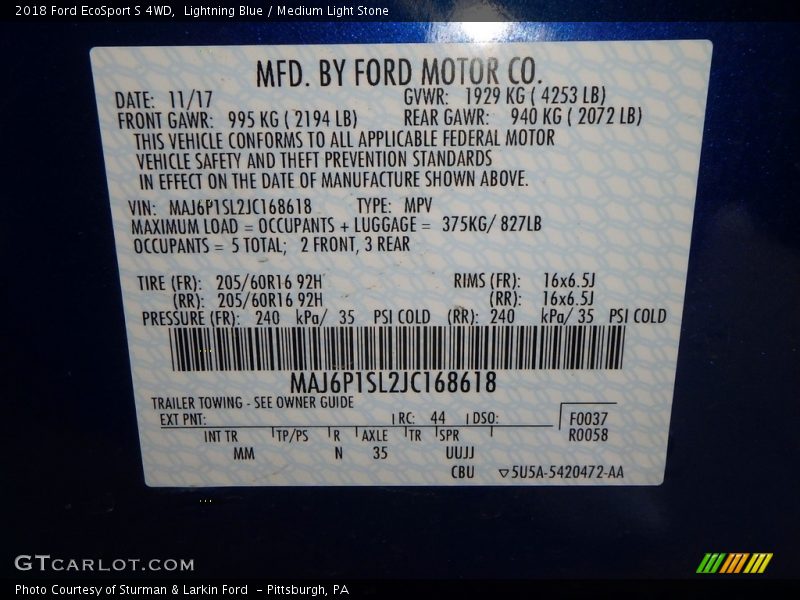 2018 Ford EcoSport S 4WD,  Lightning Blue / Medium Light Stone
MFD. BY FORD MOTOR CO.
DATE: 11/17 GVWR: 1929 KG ( 4253 LB)
FRONT GAWR: 995 KG ( 2194 LB) REAR GAWR: 940 KG ( 2072 LB)
THIS VEHICLE CONFORMS TO ALL APPLICABLE FEDERAL MOTOR
VEHICLE SAFETY AND THEFT PREVENTION STANDARDS
IN EFFECT ON THE DATE OF MANUFACTURE SHOWN ABOVE.
VIN: MAJ6P1SL2JC168618 TYPE: MPV
MAXIMUM LOAD = OCCUPANTS + LUGGAGE = 375KG/ 827LB
OCCUPANTS = 5 TOTAL; 2 FRONT, 3 REAR
TIRE (FR): 205/60R16 92H RIMS (FR): 16x6.5J
(RR): 205/60R16 92H (RR): 16x6.5J
PRESSURE (FR): 240 kPa/ 35 PSI COLD (RR): 240 kPa/ 35 PSI COLD
MAJ6P1SL2JC168618
TRAILER TOWING - SEE OWNER GUIDE
EXT PNT: RC: 44 DSO: F0037
INT TR TP/PS R AXLE TR SPR R0058
MM N 35 UUJJ
CBU 5U5A-5420472-AA
GTCARLOT.COM
Photo Courtesy of Sturman & Larkin Ford  - Pittsburgh, PA